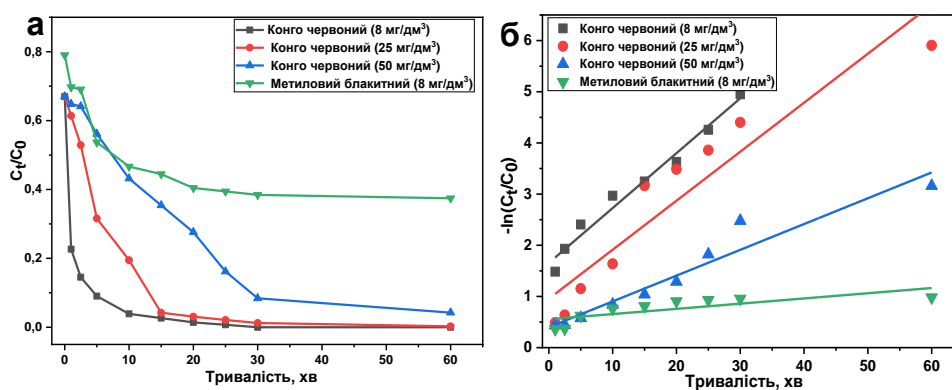 а
Конго червоний (8 мг/дм³)
Конго червоний (25 мг/дм³)
Конго червоний (50 мг/дм³)
Метиловий блакитний (8 мг/дм³)
0,8
0,6
0,4
0,2
0,0
Cₜ/C₀
0 10 20 30 40 50 60
Тривалість, хв
б
Конго червоний (8 мг/дм³)
Конго червоний (25 мг/дм³)
Конго червоний (50 мг/дм³)
Метиловий блакитний (8 мг/дм³)
6
5
4
3
2
1
0
-ln(Cₜ/C₀)
0 10 20 30 40 50 60
Тривалість, хв